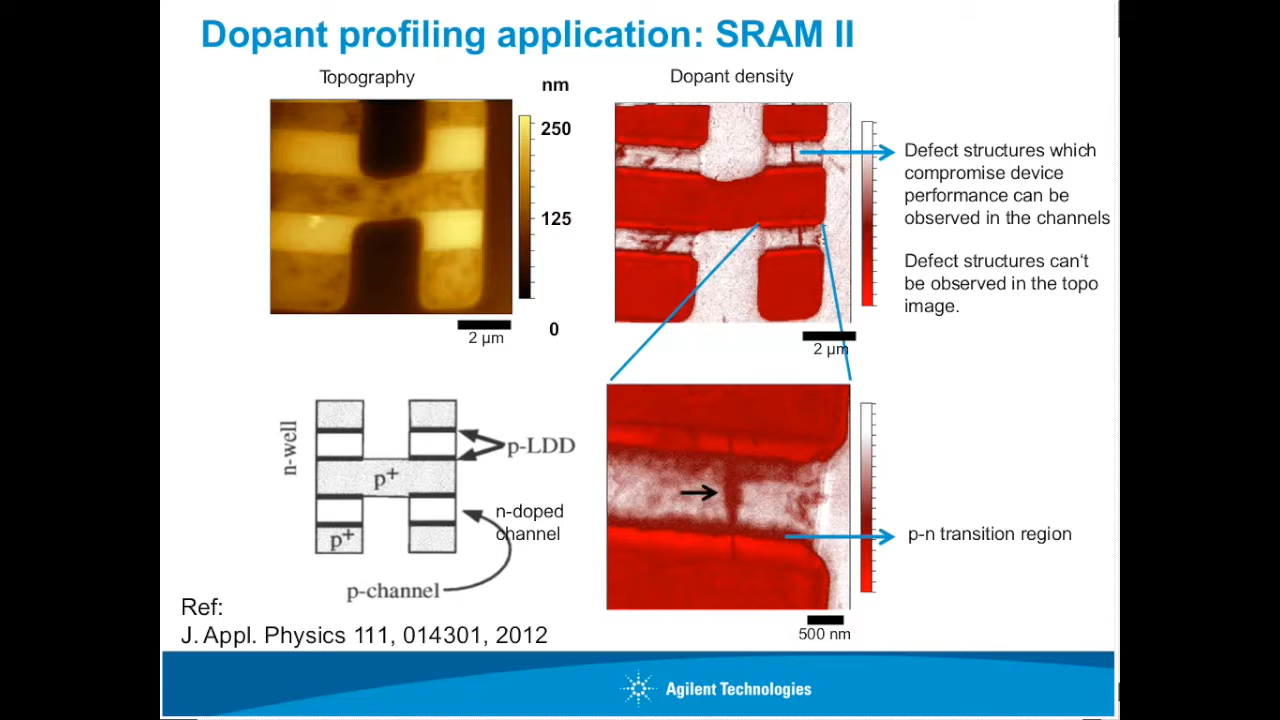 Dopant profiling application: SRAM II
Topography
nm
250
125
0
2 µm
Dopant density
2 µm
Defect structures which
compromise device
performance can be
observed in the channels
Defect structures can't
be observed in the topo
image.
n-well
p-LDD
p+
n-doped
channel
p+
p-channel
p-n transition region
500 nm
Ref:
J. Appl. Physics 111, 014301, 2012
Agilent Technologies